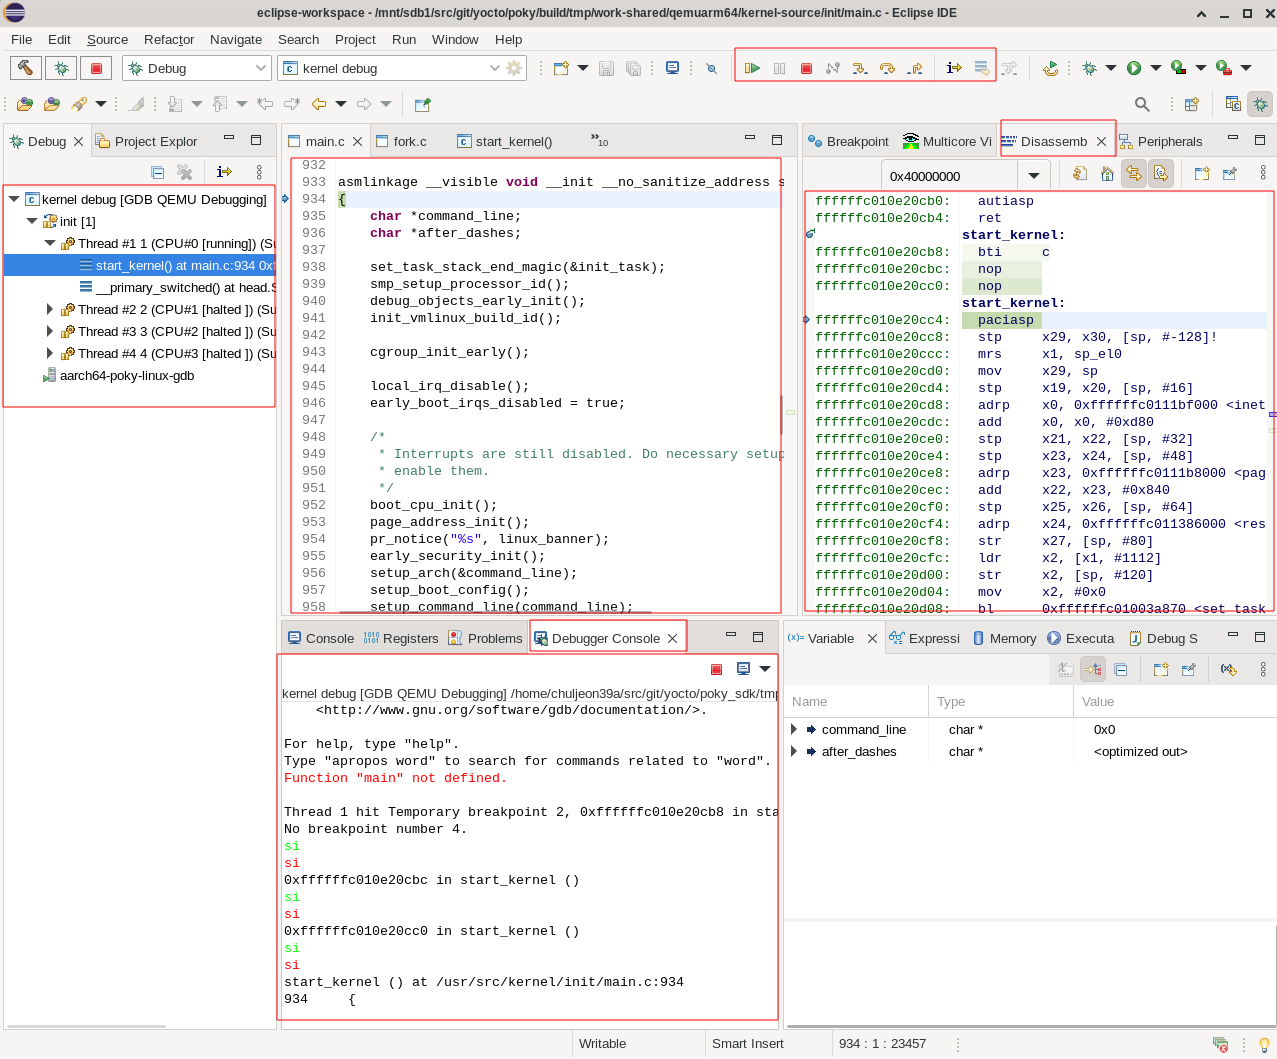 eclipse-workspace - /mnt/sdb1/src/git/yocto/poky/build/tmp/work-shared/qemuarm64/kernel-source/init/main.c - Eclipse IDE
File Edit Source Refactor Navigate Search Project Run Window Help
Debug kernel debug
Debug Project Explor
kernel debug [GDB QEMU Debugging]
init [1]
Thread #1 1 (CPU#0 [running]) (Su
start_kernel() at main.c:934 0xf
__primary_switched() at head.S
Thread #2 2 (CPU#1 [halted ]) (Su
Thread #3 3 (CPU#2 [halted ]) (Su
Thread #4 4 (CPU#3 [halted ]) (Su
aarch64-poky-linux-gdb
main.c fork.c start_kernel() »10
932
933 asmlinkage __visible void __init __no_sanitize_address s
934 {
935 char *command_line;
936 char *after_dashes;
937
938 set_task_stack_end_magic(&init_task);
939 smp_setup_processor_id();
940 debug_objects_early_init();
941 init_vmlinux_build_id();
942
943 cgroup_init_early();
944
945 local_irq_disable();
946 early_boot_irqs_disabled = true;
947
948 /*
949 * Interrupts are still disabled. Do necessary setup
950 * enable them.
951 */
952 boot_cpu_init();
953 page_address_init();
954 pr_notice("%s", linux_banner);
955 early_security_init();
956 setup_arch(&command_line);
957 setup_boot_config();
958 setup_command_line(command_line);
Breakpoint Multicore Vi Disassemb Peripherals
0x40000000
ffffffc010e20cb0: autiasp
ffffffc010e20cb4: ret
start_kernel:
ffffffc010e20cb8: bti c
ffffffc010e20cbc: nop
ffffffc010e20cc0: nop
start_kernel:
ffffffc010e20cc4: paciasp
ffffffc010e20cc8: stp x29, x30, [sp, #-128]!
ffffffc010e20ccc: mrs x1, sp_el0
ffffffc010e20cd0: mov x29, sp
ffffffc010e20cd4: stp x19, x20, [sp, #16]
ffffffc010e20cd8: adrp x0, 0xffffffc0111bf000 <inet
ffffffc010e20cdc: add x0, x0, #0xd80
ffffffc010e20ce0: stp x21, x22, [sp, #32]
ffffffc010e20ce4: stp x23, x24, [sp, #48]
ffffffc010e20ce8: adrp x23, 0xffffffc0111b8000 <pag
ffffffc010e20cec: add x22, x23, #0x840
ffffffc010e20cf0: stp x25, x26, [sp, #64]
ffffffc010e20cf4: adrp x24, 0xffffffc011386000 <res
ffffffc010e20cf8: str x27, [sp, #80]
ffffffc010e20cfc: ldr x2, [x1, #1112]
ffffffc010e20d00: str x2, [sp, #120]
ffffffc010e20d04: mov x2, #0x0
ffffffc010e20d08: bl 0xffffffc01003a870 <set_task
Console Registers Problems Debugger Console
kernel debug [GDB QEMU Debugging] /home/chuljeon39a/src/git/yocto/poky_sdk/tmp
<http://www.gnu.org/software/gdb/documentation/>.
For help, type "help".
Type "apropos word" to search for commands related to "word".
Function "main" not defined.
Thread 1 hit Temporary breakpoint 2, 0xffffffc010e20cb8 in sta
No breakpoint number 4.
si
si
0xffffffc010e20cbc in start_kernel ()
si
si
0xffffffc010e20cc0 in start_kernel ()
si
si
start_kernel () at /usr/src/kernel/init/main.c:934
934 {
Variable Expressi Memory Executa Debug S
Name Type Value
command_line char * 0x0
after_dashes char * <optimized out>
Writable Smart Insert 934 : 1 : 23457